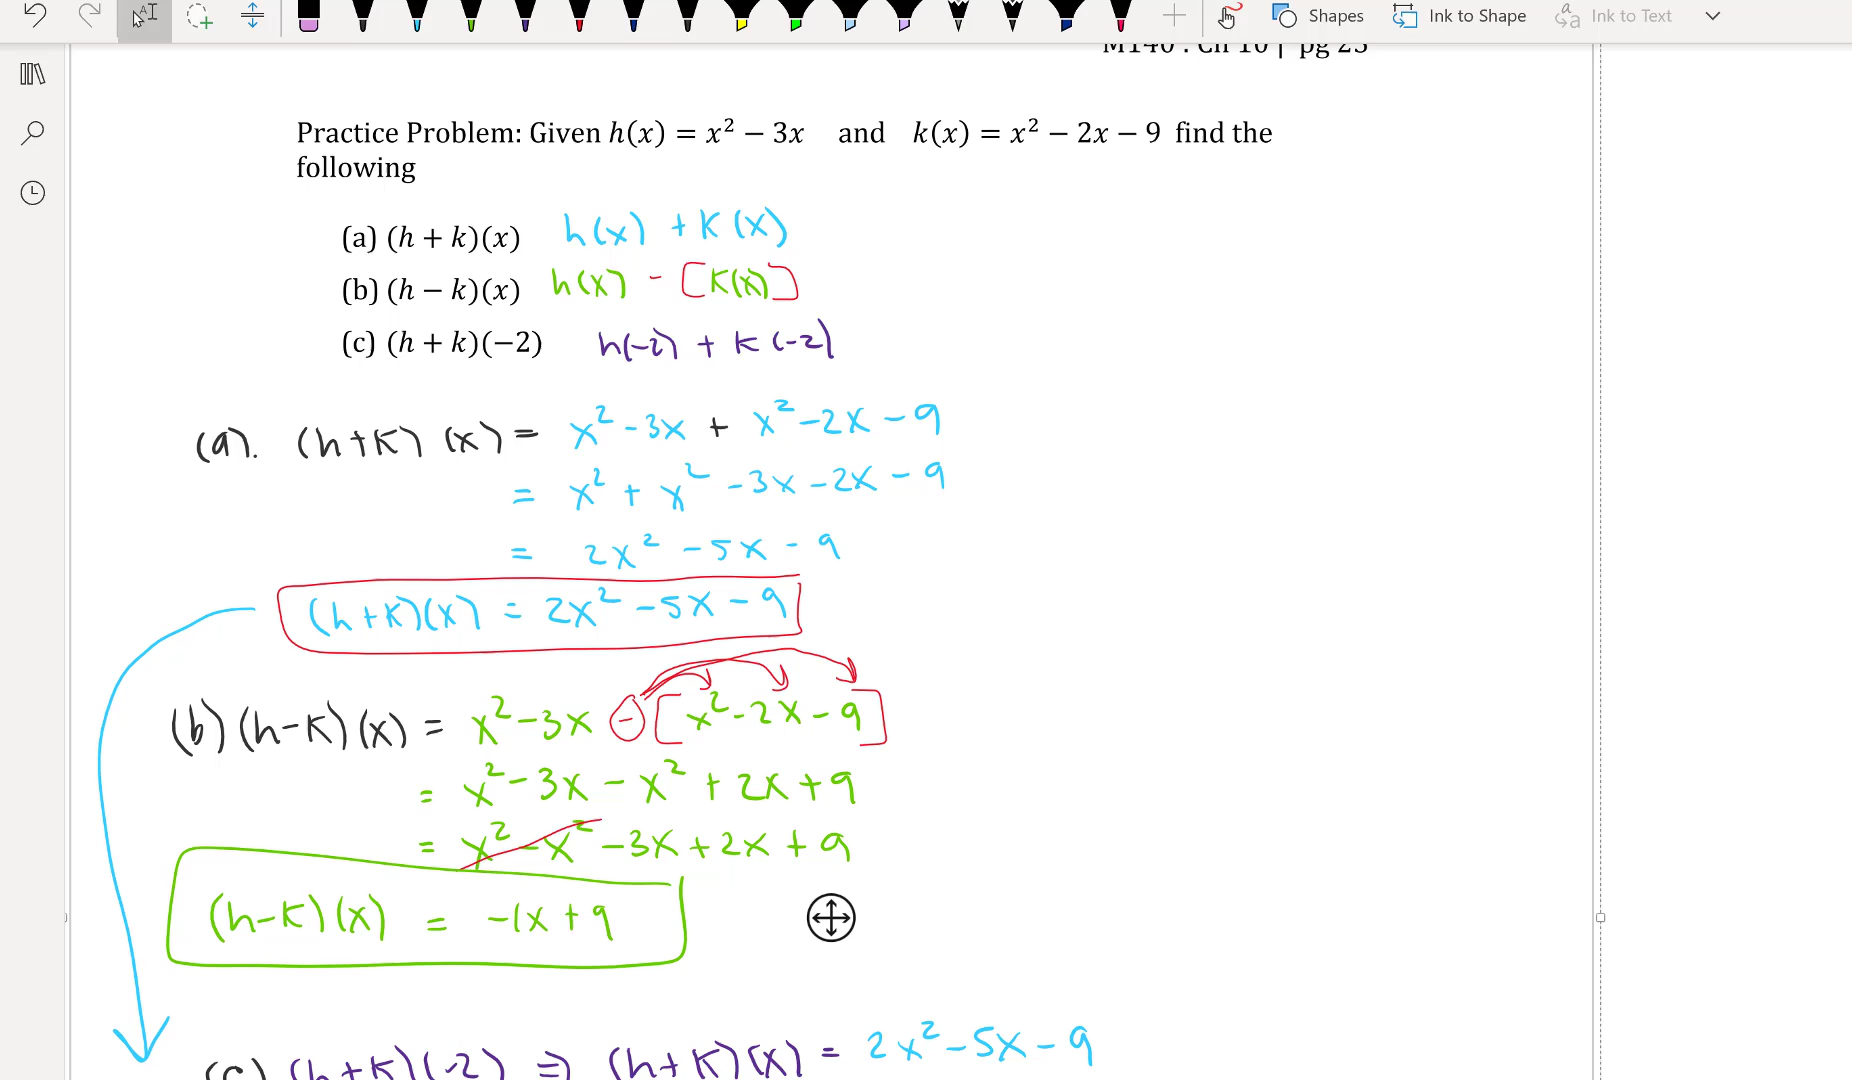 Shapes Ink to Shape Ink to Text
M140 : Ch 10 | pg 23
Practice Problem: Given h(x) = x² − 3x and k(x) = x² − 2x − 9 find the
following
(a) (h + k)(x) h(x) + k(x)
(b) (h − k)(x) h(x) - [k(x)]
(c) (h + k)(−2) h(-2) + k(-2)
(a). (h+k) (x) = x² - 3x + x² - 2x - 9
= x² + x² - 3x - 2x - 9
= 2x² - 5x - 9
(h+k)(x) = 2x² - 5x - 9
(b) (h-k)(x) = x² - 3x - [x² - 2x - 9]
= x² - 3x - x² + 2x + 9
= x² - x² - 3x + 2x + 9
(h-k)(x) = -1x + 9
(c) (h+k)(-2) ⇒ (h+k)(x) = 2x² - 5x - 9